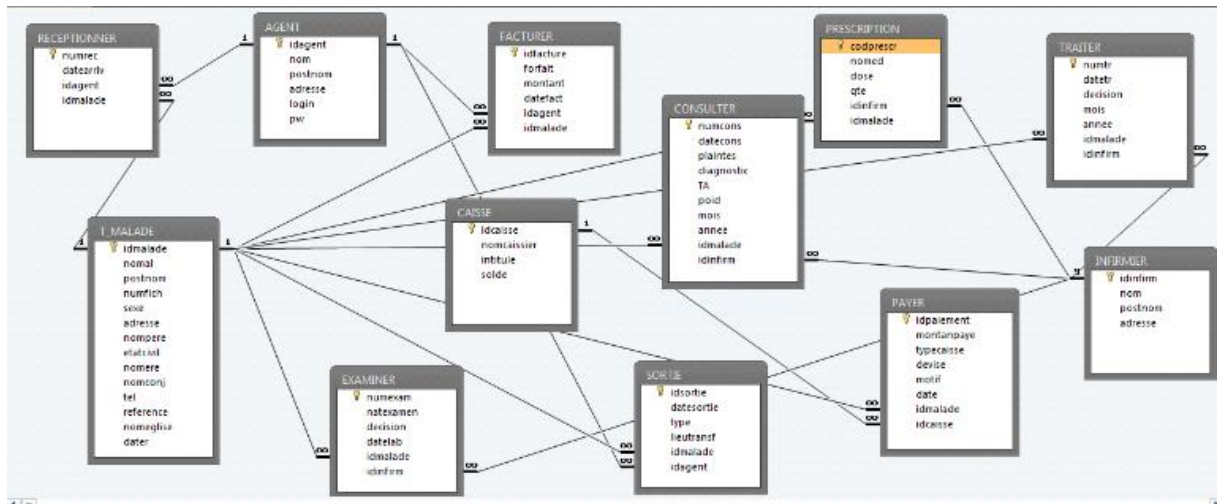 RECEPTIONNER
numrec
datearriv
idagent
idmalade
AGENT
idagent
nom
postnom
adresse
login
pw
FACTURER
idfacture
forfait
montant
datefact
idagent
idmalade
PRESCRIPTION
codprescr
nomed
dose
qte
idinfirm
idmalade
TRAITER
numtr
datetr
decision
mois
annee
idmalade
idinfirm
CONSULTER
numcons
datecons
plaintes
diagnostic
TA
poid
mois
annee
idmalade
idinfirm
T_MALADE
idmalade
nomal
postnom
numfich
sexe
adresse
nompere
etatcivil
nomere
nomconj
tel
reference
nomeglise
dater
CAISSE
idcaisse
nomcaissier
intitule
solde
INFIRMIER
idinfirm
nom
postnom
adresse
PAYER
idpaiement
montanpaye
typecaisse
devise
motif
date
idmalade
idcaisse
EXAMINER
numexam
natexamen
decision
datelab
idmalade
idinfirm
SORTIE
idsortie
datesortie
type
lieutransf
idmalade
idagent